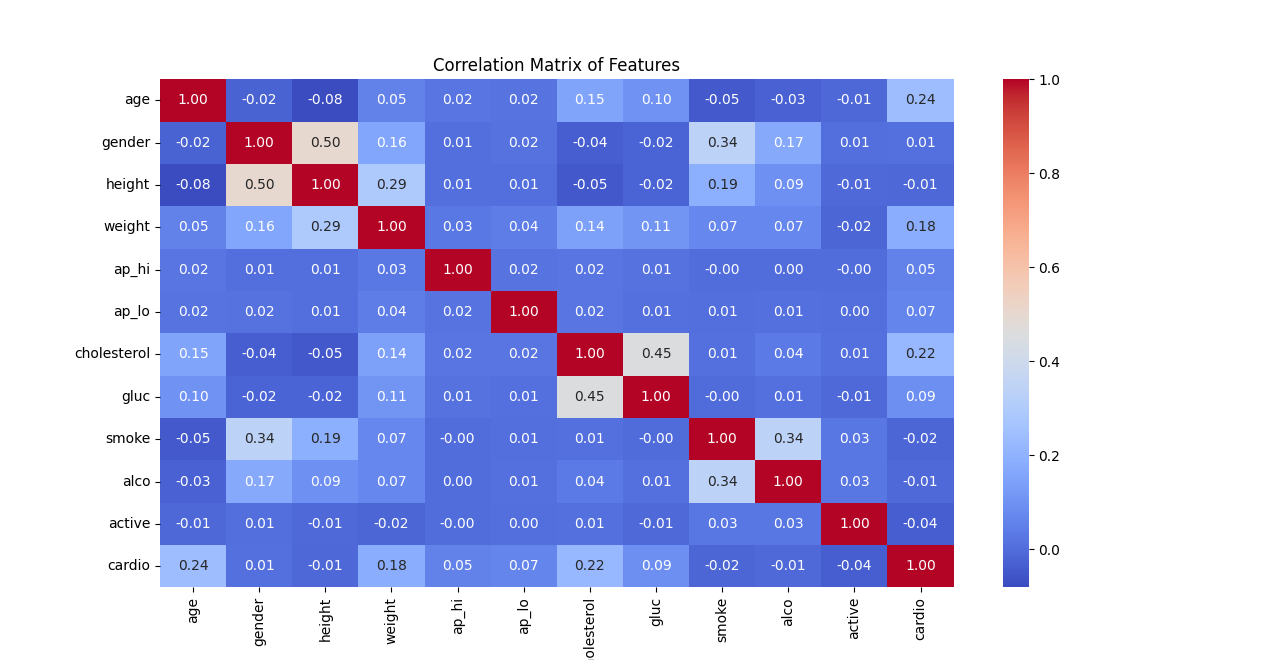 Correlation Matrix of Features
age 1.00 -0.02 -0.08 0.05 0.02 0.02 0.15 0.10 -0.05 -0.03 -0.01 0.24
gender -0.02 1.00 0.50 0.16 0.01 0.02 -0.04 -0.02 0.34 0.17 0.01 0.01
height -0.08 0.50 1.00 0.29 0.01 0.01 -0.05 -0.02 0.19 0.09 -0.01 -0.01
weight 0.05 0.16 0.29 1.00 0.03 0.04 0.14 0.11 0.07 0.07 -0.02 0.18
ap_hi 0.02 0.01 0.01 0.03 1.00 0.02 0.02 0.01 -0.00 0.00 -0.00 0.05
ap_lo 0.02 0.02 0.01 0.04 0.02 1.00 0.02 0.01 0.01 0.01 0.00 0.07
cholesterol 0.15 -0.04 -0.05 0.14 0.02 0.02 1.00 0.45 0.01 0.04 0.01 0.22
gluc 0.10 -0.02 -0.02 0.11 0.01 0.01 0.45 1.00 -0.00 0.01 -0.01 0.09
smoke -0.05 0.34 0.19 0.07 -0.00 0.01 0.01 -0.00 1.00 0.34 0.03 -0.02
alco -0.03 0.17 0.09 0.07 0.00 0.01 0.04 0.01 0.34 1.00 0.03 -0.01
active -0.01 0.01 -0.01 -0.02 -0.00 0.00 0.01 -0.01 0.03 0.03 1.00 -0.04
cardio 0.24 0.01 -0.01 0.18 0.05 0.07 0.22 0.09 -0.02 -0.01 -0.04 1.00
age gender height weight ap_hi ap_lo olesterol gluc smoke alco active cardio
1.0
0.8
0.6
0.4
0.2
0.0